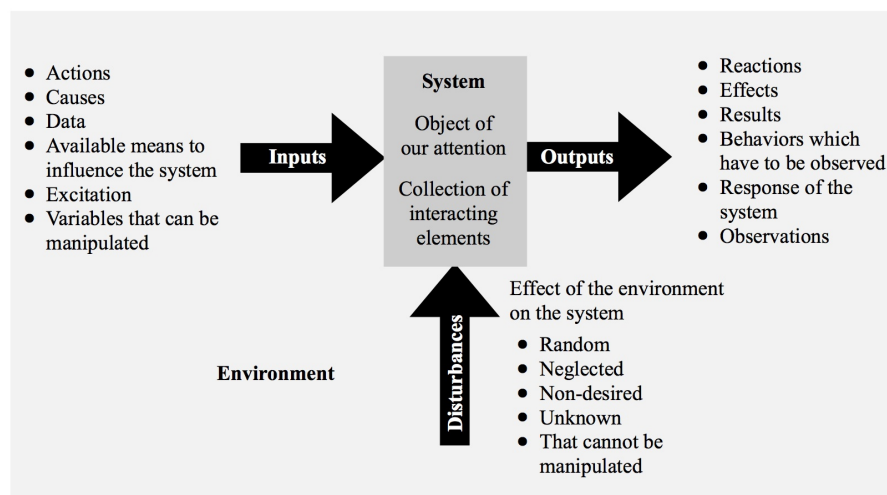 ● Actions
● Causes
● Data
● Available means to
influence the system
● Excitation
● Variables that can be
manipulated
Inputs
System
Object of
our attention
Collection of
interacting
elements
Outputs
● Reactions
● Effects
● Results
● Behaviors which
have to be observed
● Response of the
system
● Observations
Disturbances
Effect of the environment
on the system
● Random
● Neglected
● Non-desired
● Unknown
● That cannot be
manipulated
Environment